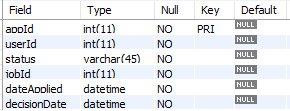 Field Type Null Key Default
appId int(11) NO PRI NULL
userId int(11) NO NULL
status varchar(45) NO NULL
jobId int(11) NO NULL
dateApplied datetime NO NULL
decisionDate datetime NO NULL